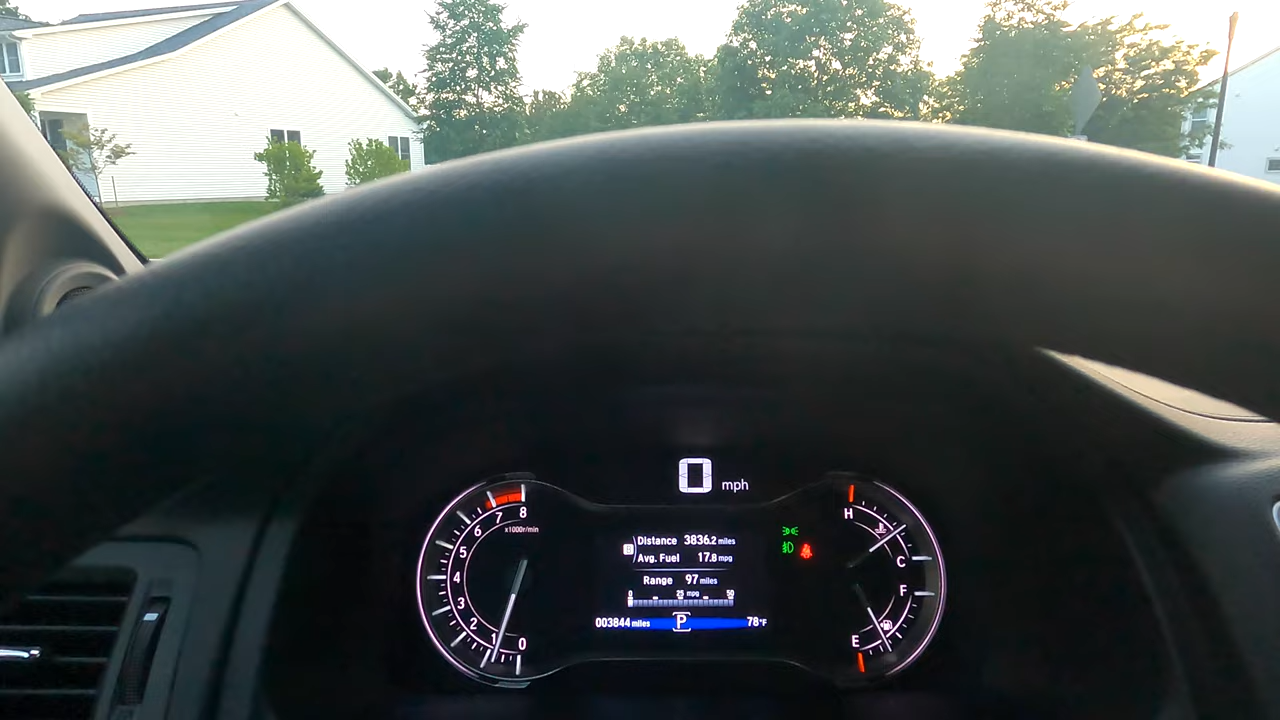 0 mph
8
7
6
5
4
3
2
1
0
x1000r/min
B Distance 3836.2 miles
Avg. Fuel 17.8 mpg
Range 97 miles
0 25 mpg 50
003844 miles P 78°F
H
C
F
E